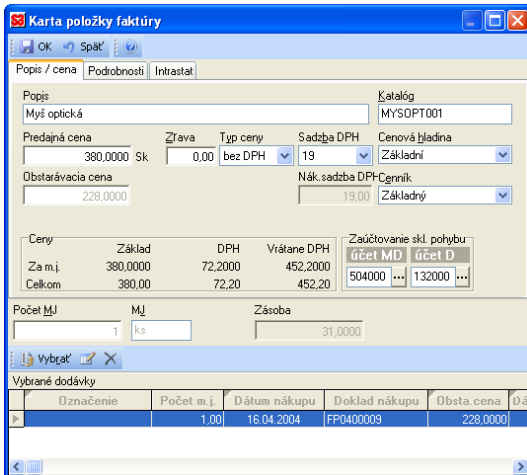 S3 Karta položky faktúry
OK Späť
Popis / cena Podrobnosti Intrastat
Popis Katalóg
Myš optická MYSOPT001
Predajná cena Zľava Typ ceny Sadzba DPH Cenová hladina
380,0000 Sk 0,00 bez DPH 19 Základní
Obstarávacia cena Nák.sadzba DPH Cenník
228,0000 19,00 Základný
Ceny Zaúčtovanie skl. pohybu
Základ DPH Vrátane DPH účet MD účet D
Za m.j. 380,0000 72,2000 452,2000
504000 ... 132000 ...
Celkom 380,00 72,20 452,20
Počet MJ MJ Zásoba
1 ks 31,0000
Vybrať
Vybrané dodávky
Označenie Počet m.j. Dátum nákupu Doklad nákupu Obsta.cena Dá
1,00 16.04.2004 FP0400009 228,0000